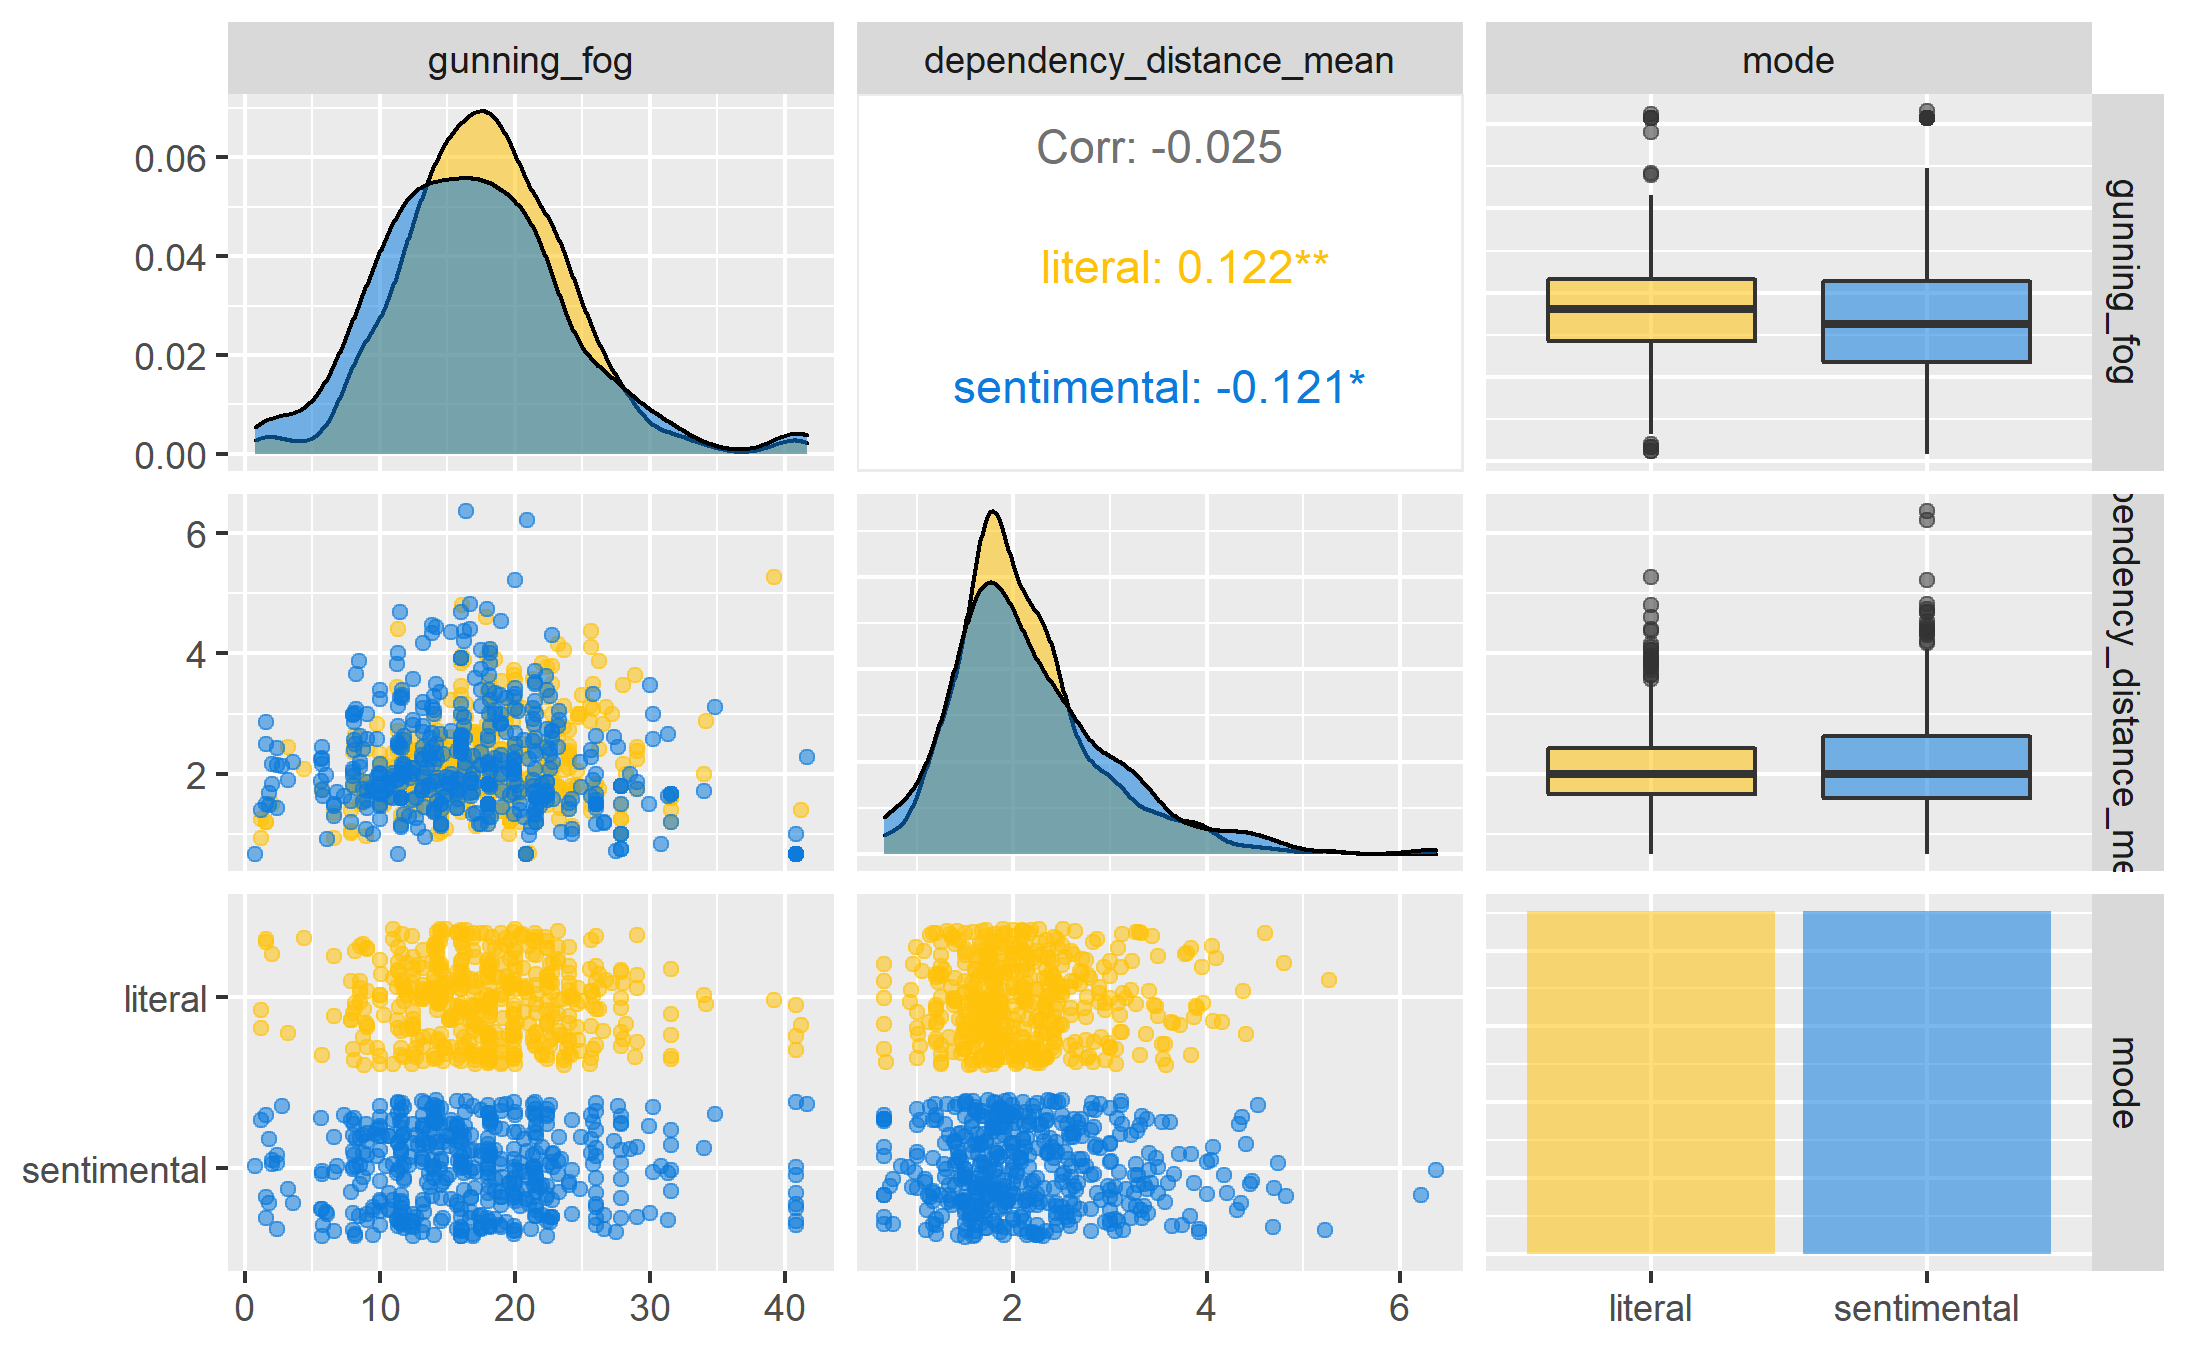 gunning_fog
dependency_distance_mean
mode
0.06
0.04
0.02
0.00
Corr: -0.025
literal: 0.122**
sentimental: -0.121*
gunning_fog
6
4
2
pendency_distance_me
literal
sentimental
mode
0
10
20
30
40
2
4
6
literal
sentimental